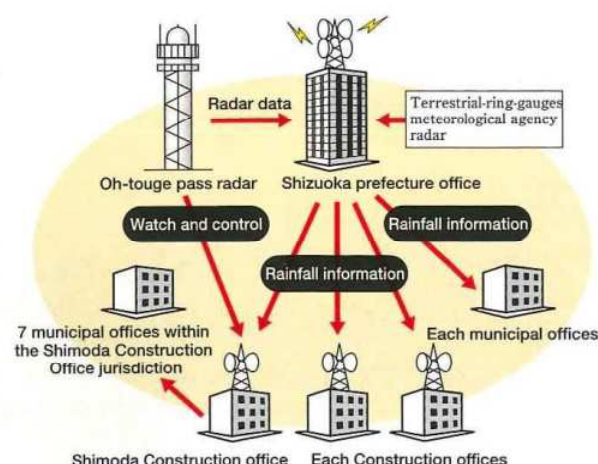 Radar data
Terrestrial-ring-gauges
meteorological agency
radar
Oh-touge pass radar
Shizuoka prefecture office
Watch and control
Rainfall information
Rainfall information
7 municipal offices within
the Shimoda Construction
Office jurisdiction
Each municipal offices
Shimoda Construction office
Each Construction offices